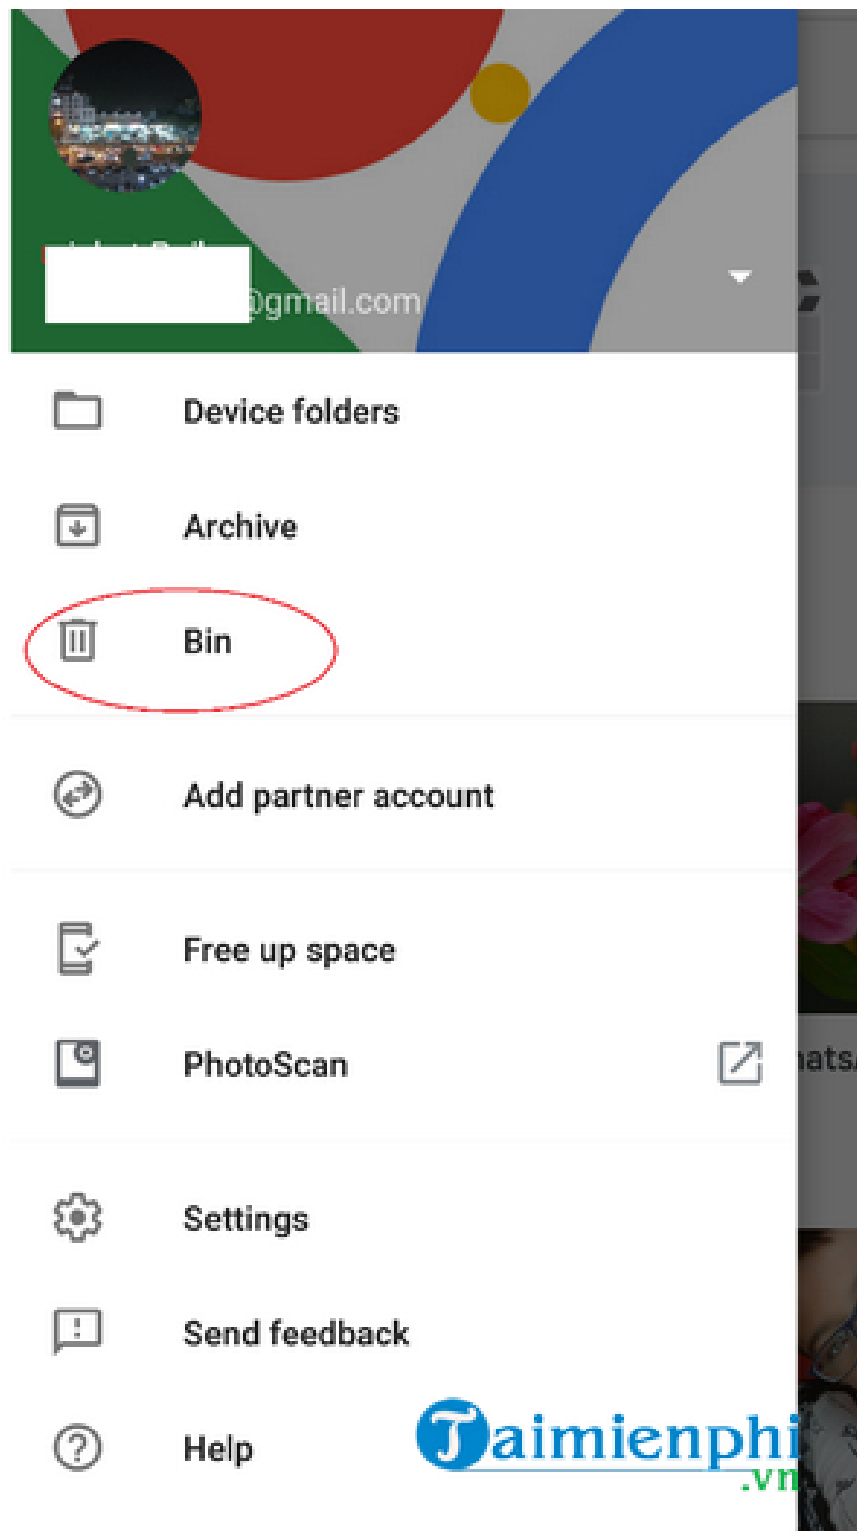 @gmail.com
Device folders
Archive
Bin
Add partner account
Free up space
PhotoScan
Settings
Send feedback
Help
Taimienphi
.vn